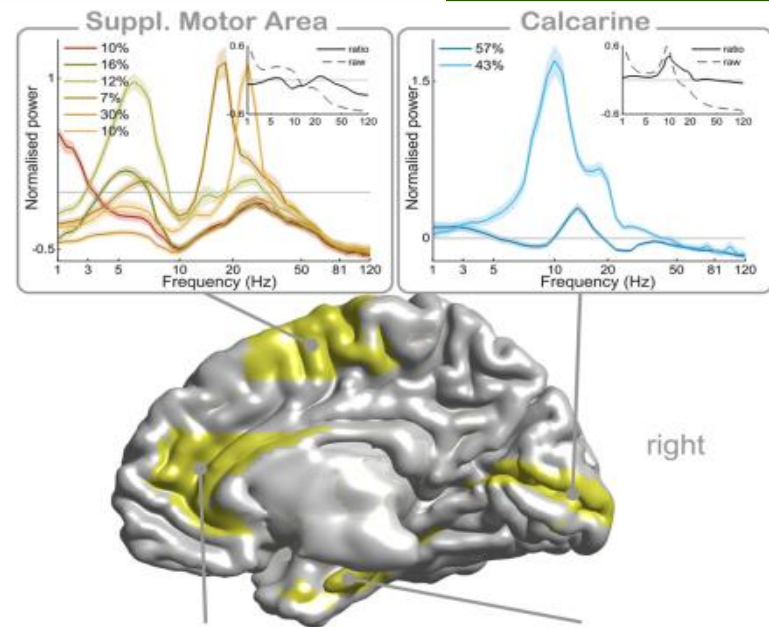 Suppl. Motor Area
Normalised power
1
-0.5
10%
16%
12%
7%
30%
10%
0.6
-0.6
ratio
raw
1 5 10 20 50 120
1 3 5 10 20 50 81 120
Frequency (Hz)
Calcarine
Normalised power
1.5
0
57%
43%
0.6
-0.6
ratio
raw
1 5 10 20 50 120
1 3 5 10 20 50 81 120
Frequency (Hz)
right